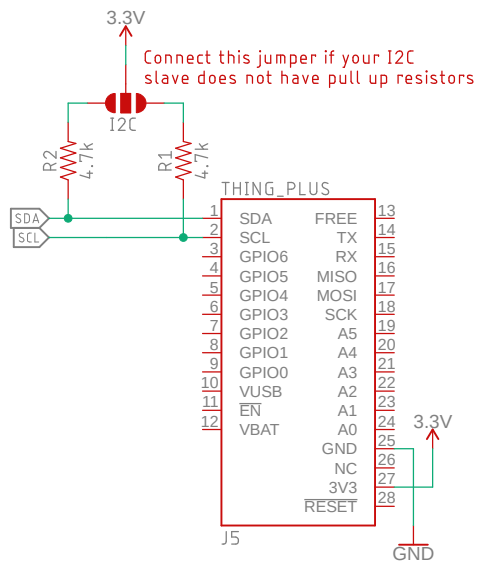 3.3V
Connect this jumper if your I2C
slave does not have pull up resistors
I2C
R2
4.7k
R1
4.7k
THING_PLUS
SDA
SCL
1 SDA FREE 13
2 SCL TX 14
3 GPIO6 RX 15
4 GPIO5 MISO 16
5 GPIO4 MOSI 17
6 GPIO3 SCK 18
7 GPIO2 A5 19
8 GPIO1 A4 20
9 GPIO0 A3 21
10 VUSB A2 22
11 EN A1 23
12 VBAT A0 24
3.3V
GND 25
NC 26
3V3 27
RESET 28
J5
GND